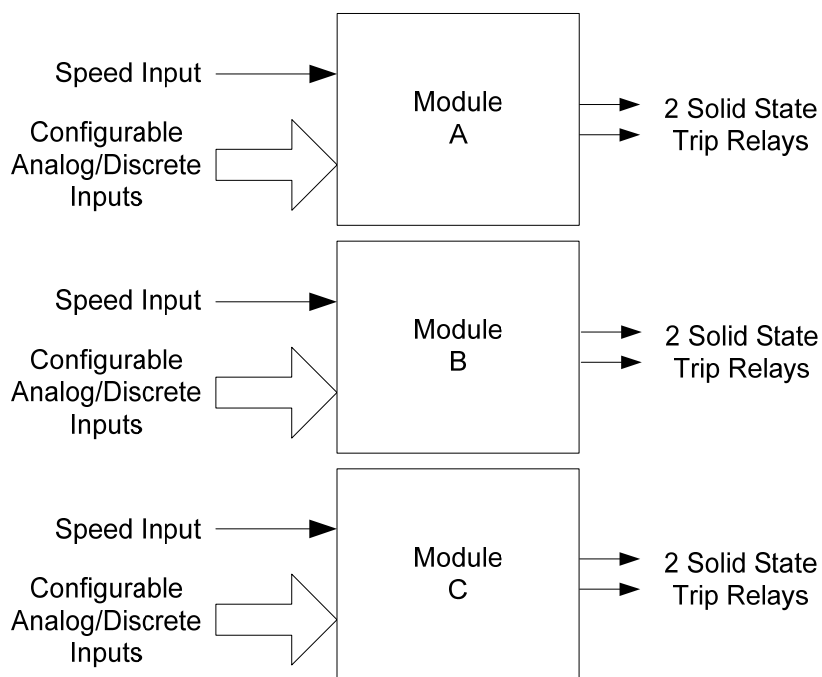 Speed Input
Configurable
Analog/Discrete
Inputs
Module
A
2 Solid State
Trip Relays
Speed Input
Configurable
Analog/Discrete
Inputs
Module
B
2 Solid State
Trip Relays
Speed Input
Configurable
Analog/Discrete
Inputs
Module
C
2 Solid State
Trip Relays